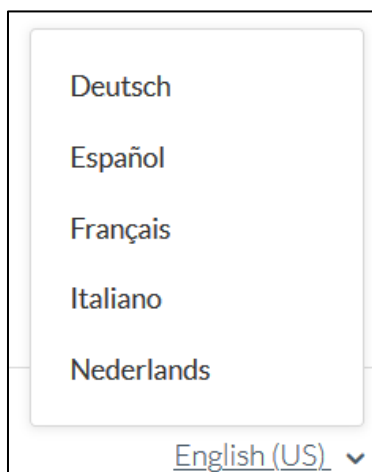 Deutsch
Español
Français
Italiano
Nederlands
English (US)